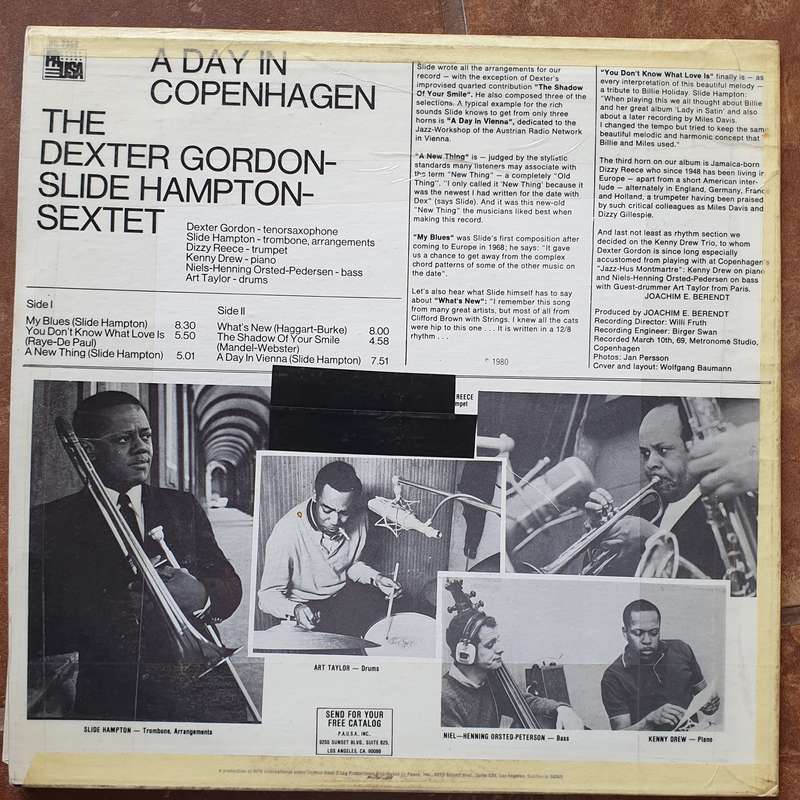 PAUSA
A DAY IN
COPENHAGEN
THE
DEXTER GORDON-
SLIDE HAMPTON-
SEXTET
Dexter Gordon - tenorsaxophone
Slide Hampton - trombone, arrangements
Dizzy Reece - trumpet
Kenny Drew - piano
Niels-Henning Orsted-Pedersen - bass
Art Taylor - drums
Side I
My Blues (Slide Hampton) 8.30
You Don't Know What Love Is 5.50
(Raye-De Paul)
A New Thing (Slide Hampton) 5.01
Side II
What's New (Haggart-Burke) 8.00
The Shadow Of Your Smile 4.58
(Mandel-Webster)
A Day In Vienna (Slide Hampton) 7.51
Slide wrote all the arrangements for our
record – with the exception of Dexter's
improvised quartet contribution "The Shadow
Of Your Smile". He also composed three of the
selections. A typical example for the rich
sounds Slide knows to get from only three
horns is "A Day In Vienna", dedicated to the
Jazz-Workshop of the Austrian Radio Network
in Vienna.
"A New Thing" is – judged by the stylistic
standards many listeners may associate with
the term "New Thing" – a completely "Old
Thing". "I only called it 'New Thing' because it
was the newest I had written for the date with
Dex" (says Slide). And it was this new-old
"New Thing" the musicians liked best when
making this record.
"My Blues" was Slide's first composition after
coming to Europe in 1968; he says: "It gave
us a chance to get away from the complex
chord patterns of some of the other music on
the date".
Let's also hear what Slide himself has to say
about "What's New": "I remember this song
from many great artists, but most of all from
Clifford Brown with Strings. I knew all the cats
were hip to this one . . . It is written in a 12/8
rhythm . . .
℗ 1980
"You Don't Know What Love Is" finally is – as
every interpretation of this beautiful melody –
a tribute to Billie Holiday. Slide Hampton:
"When playing this we all thought about Billie
and her great album 'Lady in Satin' and also
about a later recording by Miles Davis.
I changed the tempo but tried to keep the same
beautiful melodic and harmonic concept that
Billie and Miles used."
The third horn on our album is Jamaica-born
Dizzy Reece who since 1948 has been living in
Europe – apart from a short American inter-
lude – alternately in England, Germany, France
and Holland; a trumpeter having been praised
by such critical colleagues as Miles Davis and
Dizzy Gillespie.
And last not least as rhythm section we
decided on the Kenny Drew Trio, to whom
Dexter Gordon is since long especially
accustomed from playing with at Copenhagen's
"Jazz-Hus Montmartre": Kenny Drew on piano
and Niels-Henning Orsted-Pedersen on bass
with Guest-drummer Art Taylor from Paris.
JOACHIM E. BERENDT
Produced by JOACHIM E. BERENDT
Recording Director: Willi Fruth
Recording Engineer: Birger Swan
Recorded March 10th, 69, Metronome Studio,
Copenhagen
Photos: Jan Persson
Cover and layout: Wolfgang Baumann
REECE
mpet
ART TAYLOR — Drums
SLIDE HAMPTON — Trombone, Arrangements
NIEL-HENNING ORSTED-PETERSON — Bass
KENNY DREW — Piano
SEND FOR YOUR
FREE CATALOG
P.A.U.S.A., INC.
9255 SUNSET BLVD, SUITE 625,
LOS ANGELES, CA. 90069